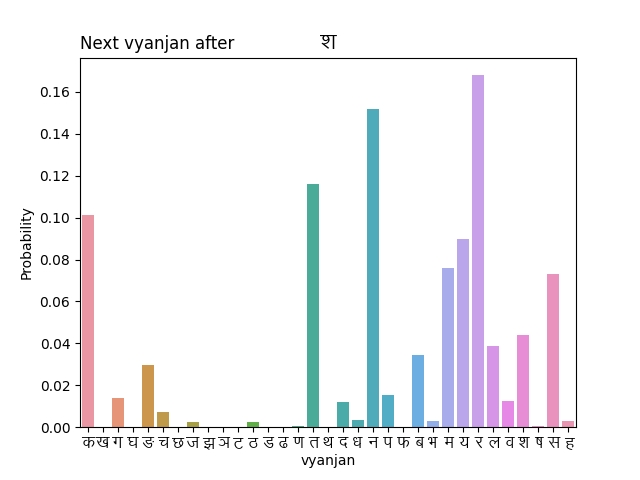 Next vyanjan after श
0.16
0.14
0.12
0.10
0.08
0.06
0.04
0.02
0.00
Probability
क ख ग घ ङ च छ ज झ ञ ट ठ ड ढ ण त थ द ध न प फ ब भ म य र ल व श ष स ह
vyanjan